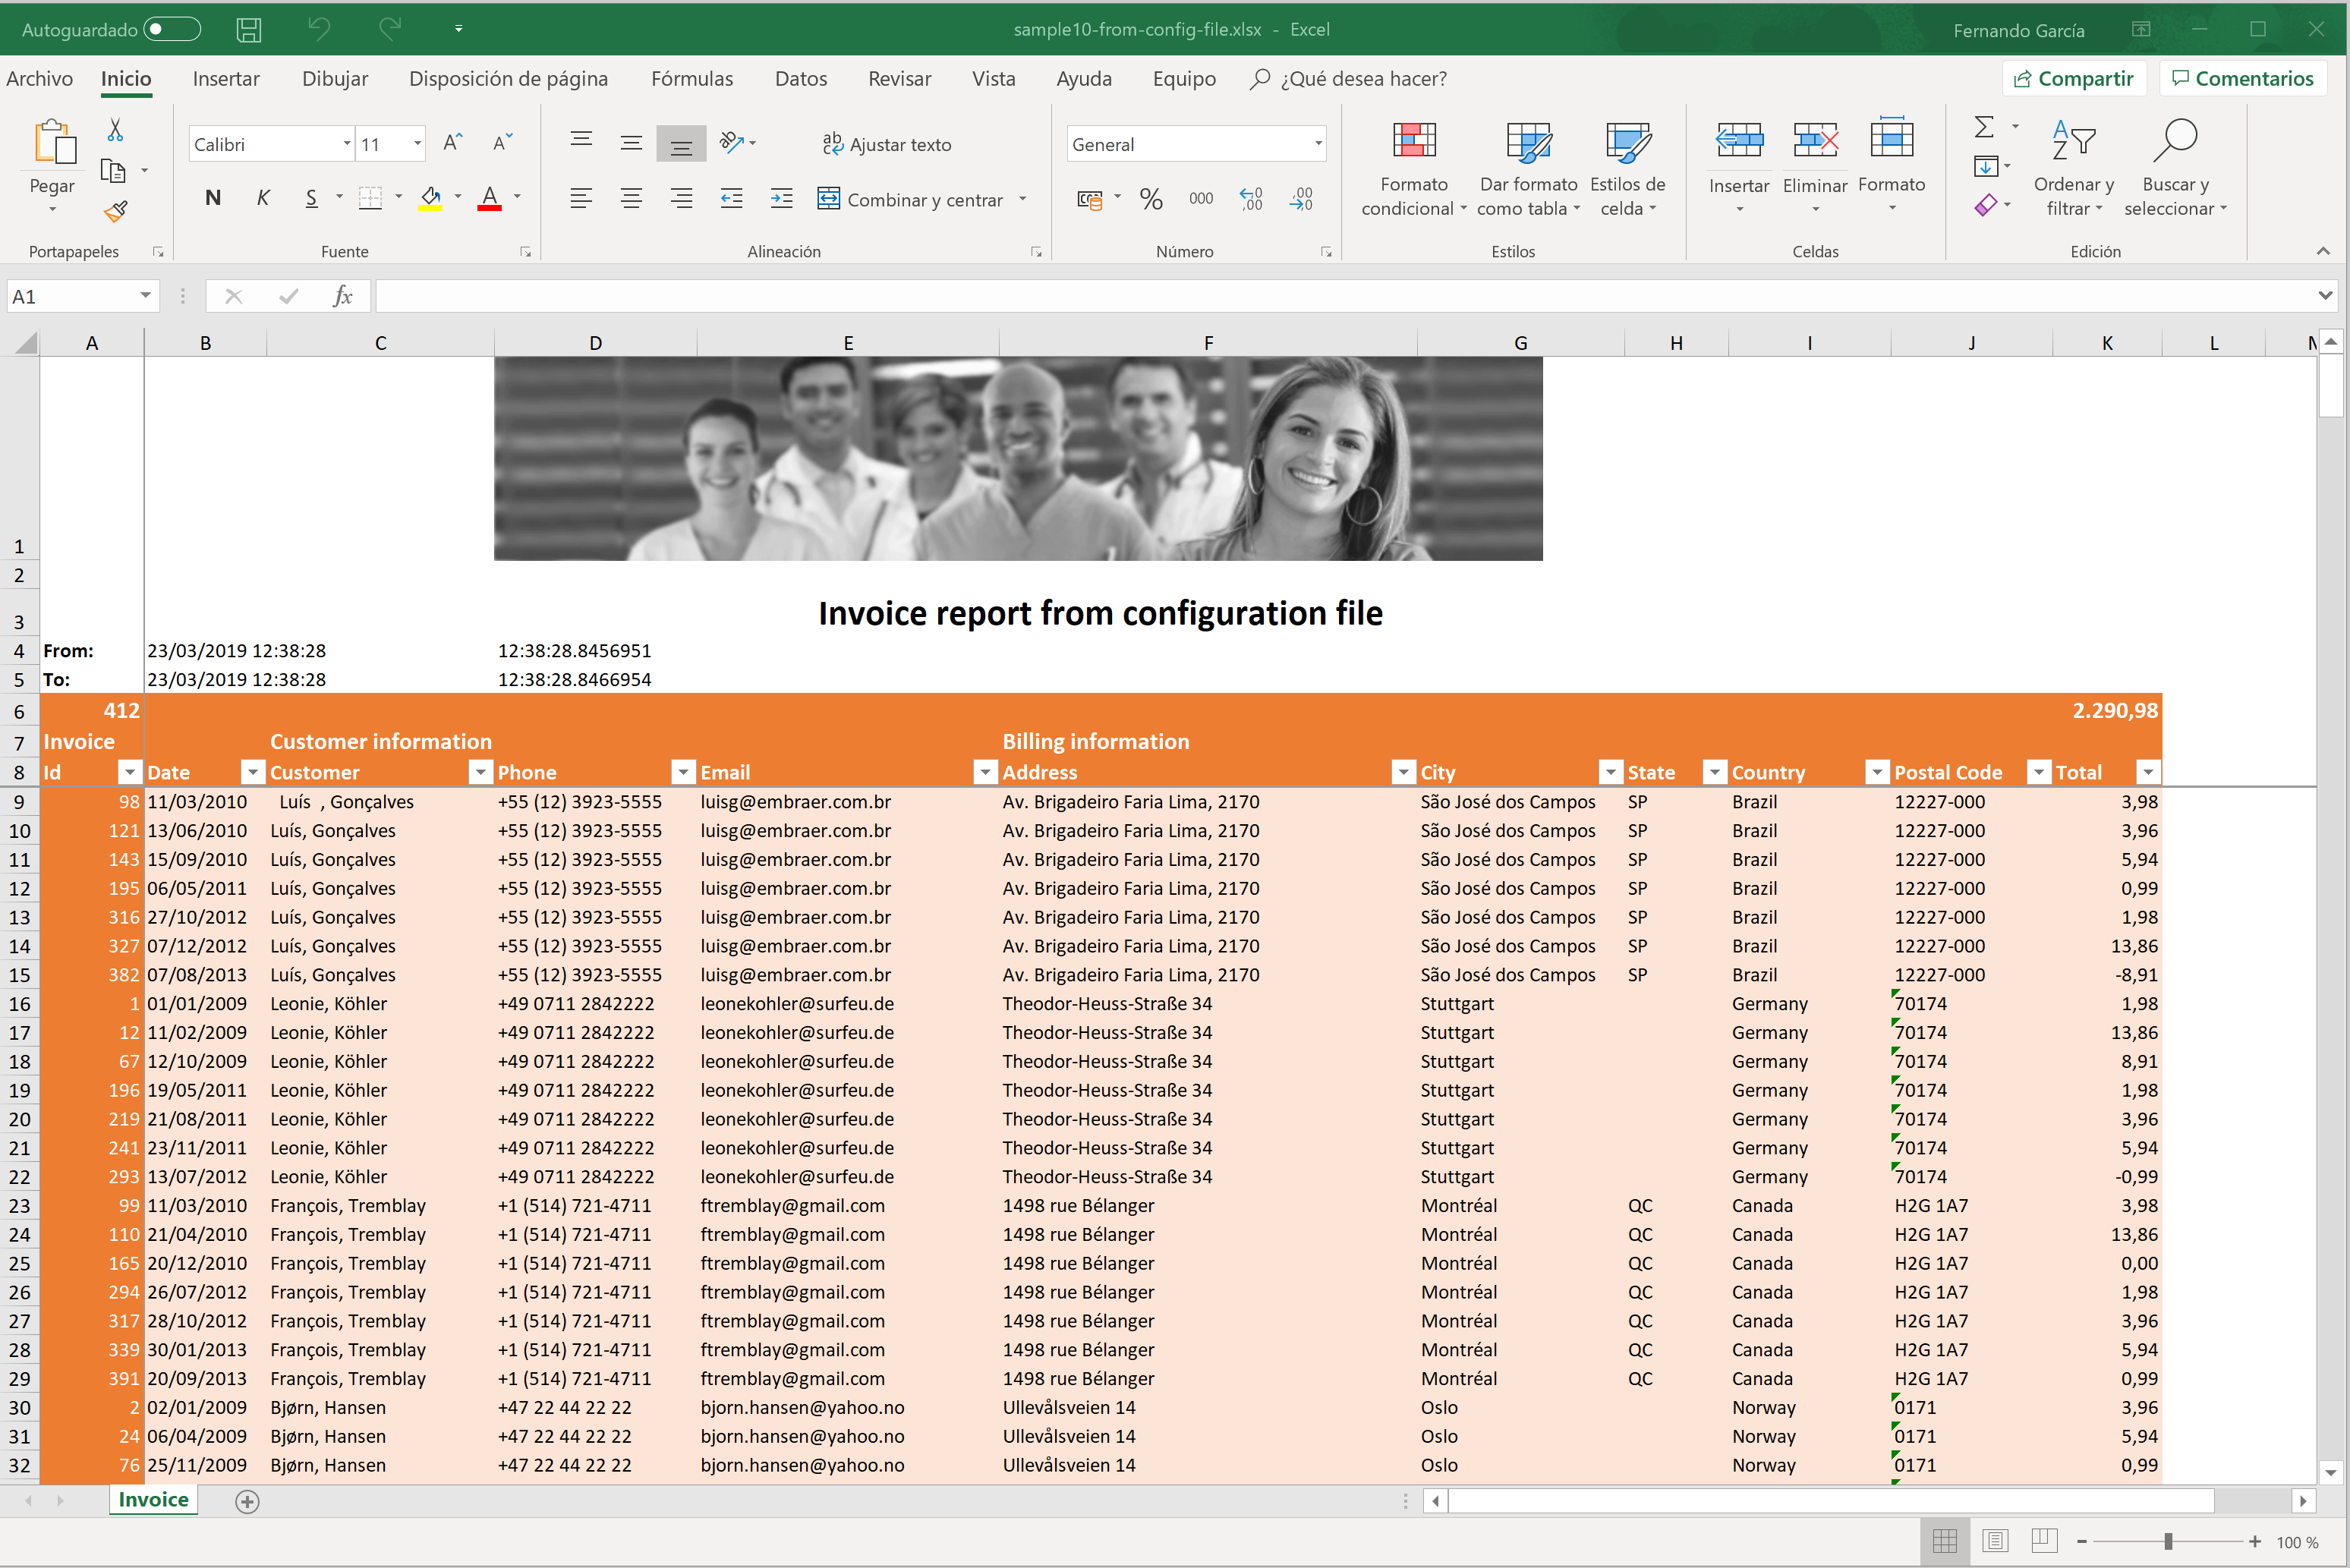 Autoguardado
sample10-from-config-file.xlsx - Excel
Fernando García
Archivo Inicio Insertar Dibujar Disposición de página Fórmulas Datos Revisar Vista Ayuda Equipo ¿Qué desea hacer? Compartir Comentarios
Pegar
Portapapeles
Calibri 11
N K S
Fuente
Ajustar texto
Combinar y centrar
Alineación
General
% 000
Número
Formato condicional
Dar formato como tabla
Estilos de celda
Estilos
Insertar Eliminar Formato
Celdas
Ordenar y filtrar
Buscar y seleccionar
Edición
A1 fx
A B C D E F G H I J K L
1
2
3 Invoice report from configuration file
4 From: 23/03/2019 12:38:28 12:38:28.8456951
5 To: 23/03/2019 12:38:28 12:38:28.8466954
6 412 2.290,98
7 Invoice Customer information Billing information
8 Id Date Customer Phone Email Address City State Country Postal Code Total
9 98 11/03/2010 Luís , Gonçalves +55 (12) 3923-5555 luisg@embraer.com.br Av. Brigadeiro Faria Lima, 2170 São José dos Campos SP Brazil 12227-000 3,98
10 121 13/06/2010 Luís, Gonçalves +55 (12) 3923-5555 luisg@embraer.com.br Av. Brigadeiro Faria Lima, 2170 São José dos Campos SP Brazil 12227-000 3,96
11 143 15/09/2010 Luís, Gonçalves +55 (12) 3923-5555 luisg@embraer.com.br Av. Brigadeiro Faria Lima, 2170 São José dos Campos SP Brazil 12227-000 5,94
12 195 06/05/2011 Luís, Gonçalves +55 (12) 3923-5555 luisg@embraer.com.br Av. Brigadeiro Faria Lima, 2170 São José dos Campos SP Brazil 12227-000 0,99
13 316 27/10/2012 Luís, Gonçalves +55 (12) 3923-5555 luisg@embraer.com.br Av. Brigadeiro Faria Lima, 2170 São José dos Campos SP Brazil 12227-000 1,98
14 327 07/12/2012 Luís, Gonçalves +55 (12) 3923-5555 luisg@embraer.com.br Av. Brigadeiro Faria Lima, 2170 São José dos Campos SP Brazil 12227-000 13,86
15 382 07/08/2013 Luís, Gonçalves +55 (12) 3923-5555 luisg@embraer.com.br Av. Brigadeiro Faria Lima, 2170 São José dos Campos SP Brazil 12227-000 -8,91
16 1 01/01/2009 Leonie, Köhler +49 0711 2842222 leonekohler@surfeu.de Theodor-Heuss-Straße 34 Stuttgart Germany 70174 1,98
17 12 11/02/2009 Leonie, Köhler +49 0711 2842222 leonekohler@surfeu.de Theodor-Heuss-Straße 34 Stuttgart Germany 70174 13,86
18 67 12/10/2009 Leonie, Köhler +49 0711 2842222 leonekohler@surfeu.de Theodor-Heuss-Straße 34 Stuttgart Germany 70174 8,91
19 196 19/05/2011 Leonie, Köhler +49 0711 2842222 leonekohler@surfeu.de Theodor-Heuss-Straße 34 Stuttgart Germany 70174 1,98
20 219 21/08/2011 Leonie, Köhler +49 0711 2842222 leonekohler@surfeu.de Theodor-Heuss-Straße 34 Stuttgart Germany 70174 3,96
21 241 23/11/2011 Leonie, Köhler +49 0711 2842222 leonekohler@surfeu.de Theodor-Heuss-Straße 34 Stuttgart Germany 70174 5,94
22 293 13/07/2012 Leonie, Köhler +49 0711 2842222 leonekohler@surfeu.de Theodor-Heuss-Straße 34 Stuttgart Germany 70174 -0,99
23 99 11/03/2010 François, Tremblay +1 (514) 721-4711 ftremblay@gmail.com 1498 rue Bélanger Montréal QC Canada H2G 1A7 3,98
24 110 21/04/2010 François, Tremblay +1 (514) 721-4711 ftremblay@gmail.com 1498 rue Bélanger Montréal QC Canada H2G 1A7 13,86
25 165 20/12/2010 François, Tremblay +1 (514) 721-4711 ftremblay@gmail.com 1498 rue Bélanger Montréal QC Canada H2G 1A7 0,00
26 294 26/07/2012 François, Tremblay +1 (514) 721-4711 ftremblay@gmail.com 1498 rue Bélanger Montréal QC Canada H2G 1A7 1,98
27 317 28/10/2012 François, Tremblay +1 (514) 721-4711 ftremblay@gmail.com 1498 rue Bélanger Montréal QC Canada H2G 1A7 3,96
28 339 30/01/2013 François, Tremblay +1 (514) 721-4711 ftremblay@gmail.com 1498 rue Bélanger Montréal QC Canada H2G 1A7 5,94
29 391 20/09/2013 François, Tremblay +1 (514) 721-4711 ftremblay@gmail.com 1498 rue Bélanger Montréal QC Canada H2G 1A7 0,99
30 2 02/01/2009 Bjørn, Hansen +47 22 44 22 22 bjorn.hansen@yahoo.no Ullevålsveien 14 Oslo Norway 0171 3,96
31 24 06/04/2009 Bjørn, Hansen +47 22 44 22 22 bjorn.hansen@yahoo.no Ullevålsveien 14 Oslo Norway 0171 5,94
32 76 25/11/2009 Bjørn, Hansen +47 22 44 22 22 bjorn.hansen@yahoo.no Ullevålsveien 14 Oslo Norway 0171 0,99
Invoice
100 %